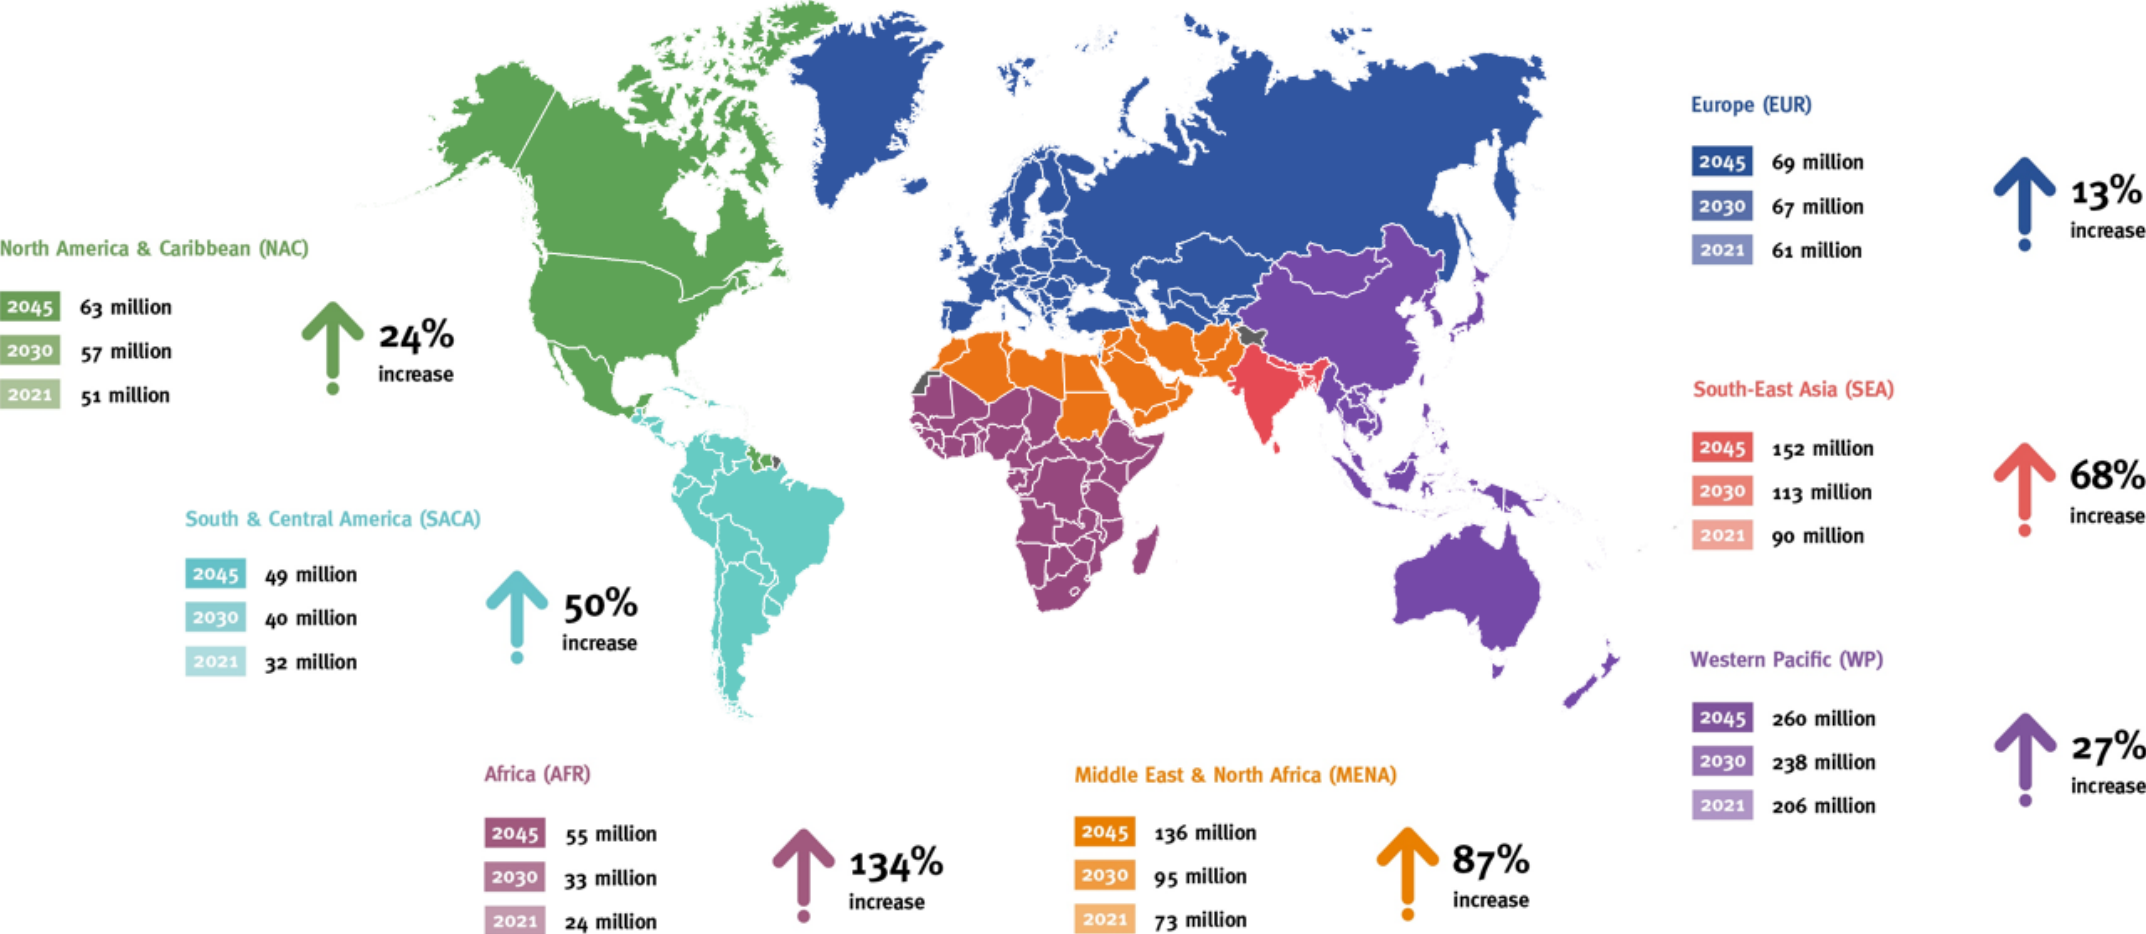 Europe (EUR)
2045 69 million
2030 67 million
2021 61 million
13%
increase
North America & Caribbean (NAC)
2045 63 million
2030 57 million
2021 51 million
24%
increase
South-East Asia (SEA)
2045 152 million
2030 113 million
2021 90 million
68%
increase
South & Central America (SACA)
2045 49 million
2030 40 million
2021 32 million
50%
increase
Western Pacific (WP)
2045 260 million
2030 238 million
2021 206 million
27%
increase
Africa (AFR)
2045 55 million
2030 33 million
2021 24 million
134%
increase
Middle East & North Africa (MENA)
2045 136 million
2030 95 million
2021 73 million
87%
increase